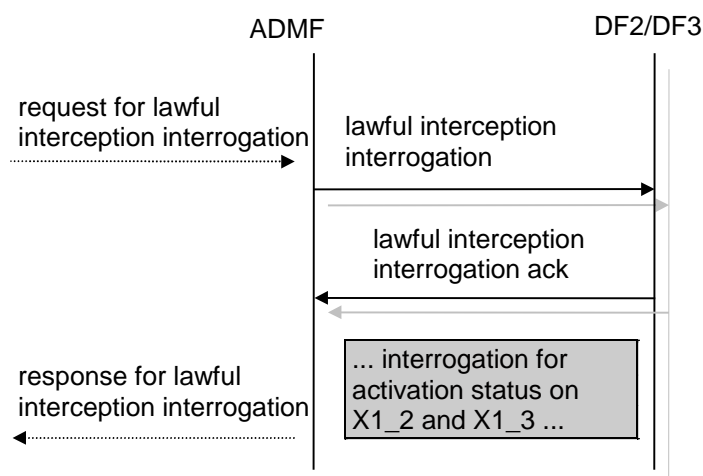 ADMF
DF2/DF3
request for lawful
interception interrogation
lawful interception
interrogation
lawful interception
interrogation ack
... interrogation for
activation status on
X1_2 and X1_3 ...
response for lawful
interception interrogation